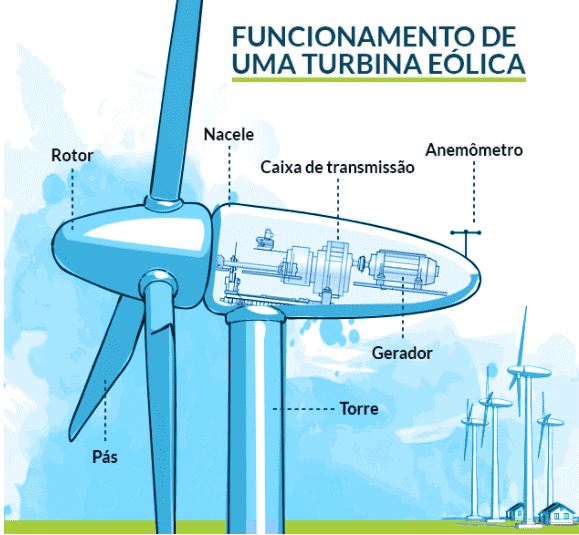 FUNCIONAMENTO DE
UMA TURBINA EÓLICA
Nacele
Rotor
Caixa de transmissão
Anemômetro
Gerador
Torre
Pás